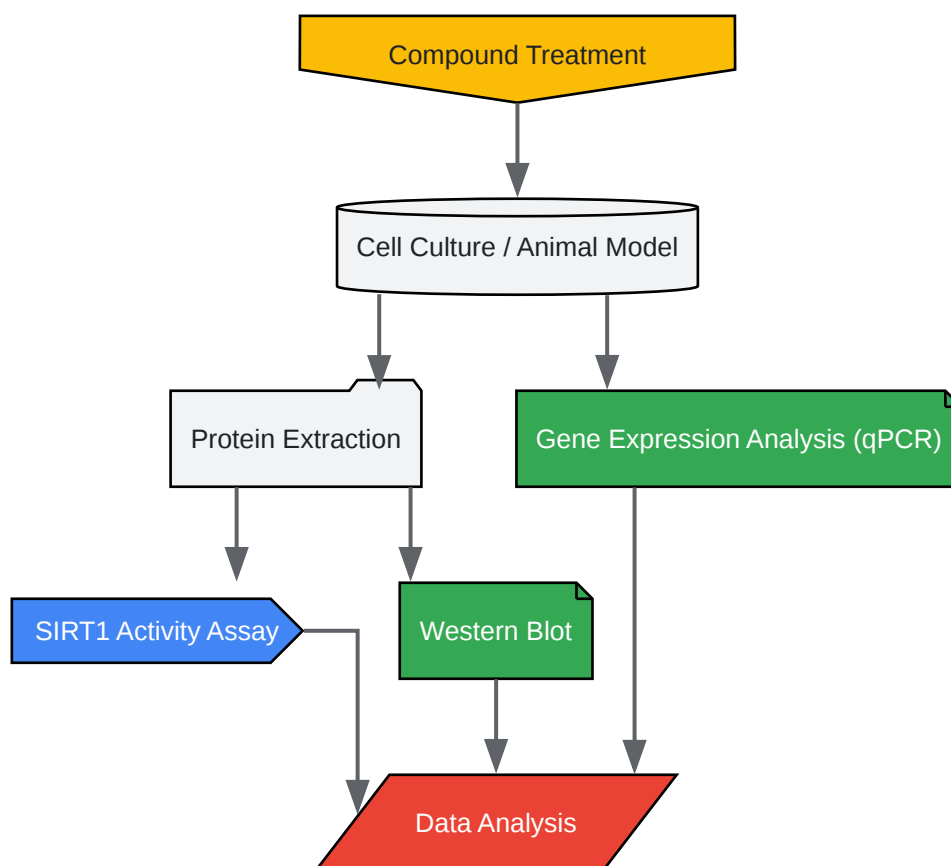 Compound Treatment
Cell Culture / Animal Model
Protein Extraction
Gene Expression Analysis (qPCR)
SIRT1 Activity Assay
Western Blot
Data Analysis